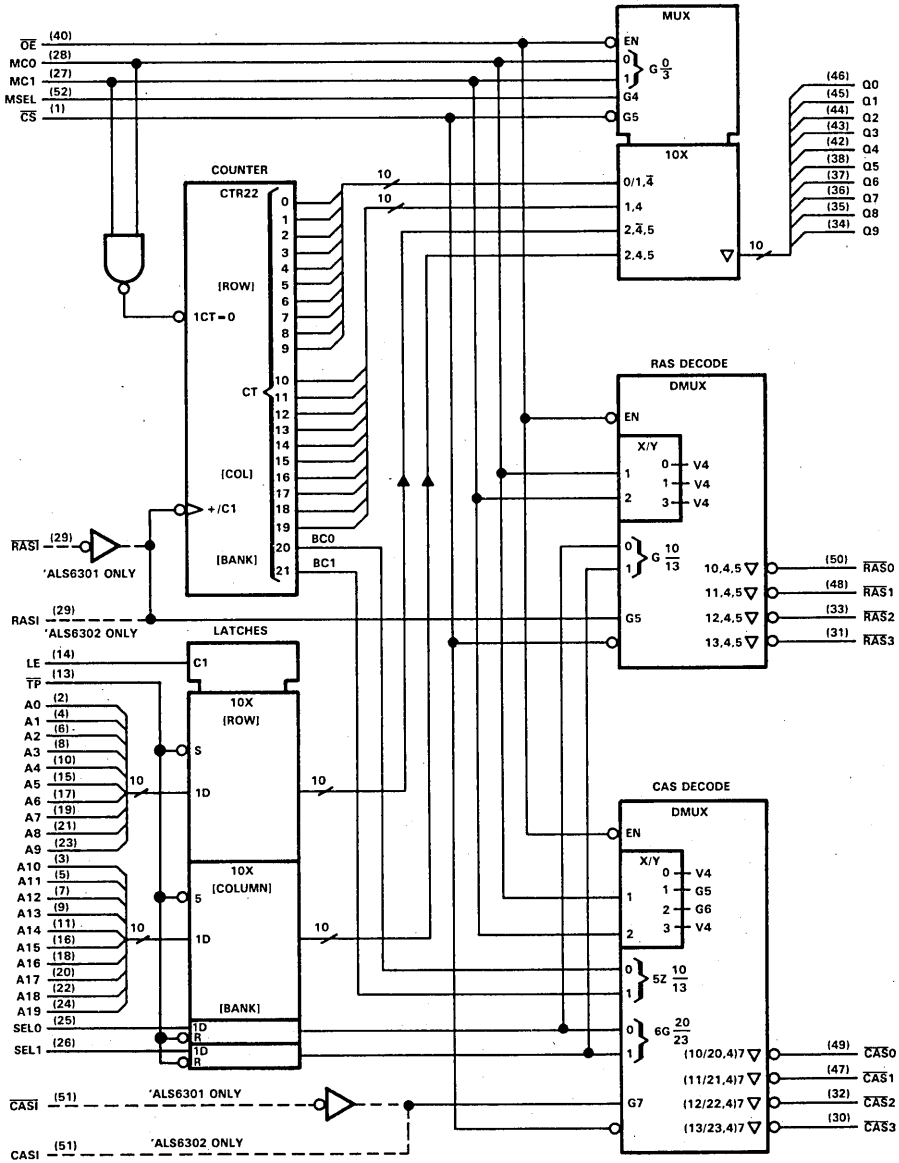 MUX
OE (40)
MC0 (28)
MC1 (27)
MSEL (52)
CS (1)
EN
0
1
G 0/3
G4
G5
10X
0/1,4
1,4
2,4,5
2,4,5
▽
10
(46) Q0
(45) Q1
(44) Q2
(43) Q3
(42) Q4
(38) Q5
(37) Q6
(36) Q7
(35) Q8
(34) Q9
COUNTER
CTR22
0
1
2
3
4
5
6
7
8
9
[ROW]
1CT=0
CT
10
11
12
13
14
15
16
17
18
19
[COL]
+/C1
20 BC0
21 BC1
[BANK]
10
10
RASI (29)
'ALS6301 ONLY
RASI (29)
'ALS6302 ONLY
RAS DECODE
DMUX
EN
X/Y
1
2
0 V4
1 V4
3 V4
0
1
G 10/13
G5
10,4,5 ▽ (50) RAS0
11,4,5 ▽ (48) RAS1
12,4,5 ▽ (33) RAS2
13,4,5 ▽ (31) RAS3
LATCHES
LE (14)
C1
TP (13)
A0 (2)
A1 (4)
A2 (6)
A3 (8)
A4 (10)
A5 (15)
A6 (17)
A7 (19)
A8 (21)
A9 (23)
10
10X
[ROW]
S
1D
10
A10 (3)
A11 (5)
A12 (7)
A13 (9)
A14 (11)
A15 (16)
A16 (18)
A17 (20)
A18 (22)
A19 (24)
10
10X
[COLUMN]
5
1D
10
[BANK]
SEL0 (25)
1D
R
SEL1 (26)
1D
R
CASI (51)
'ALS6301 ONLY
CASI (51)
'ALS6302 ONLY
CAS DECODE
DMUX
EN
X/Y
1
2
0 V4
1 G5
2 G6
3 V4
0
1
5Z 10/13
0
1
6G 20/23
G7
(10/20,4)7 ▽ (49) CAS0
(11/21,4)7 ▽ (47) CAS1
(12/22,4)7 ▽ (32) CAS2
(13/23,4)7 ▽ (30) CAS3